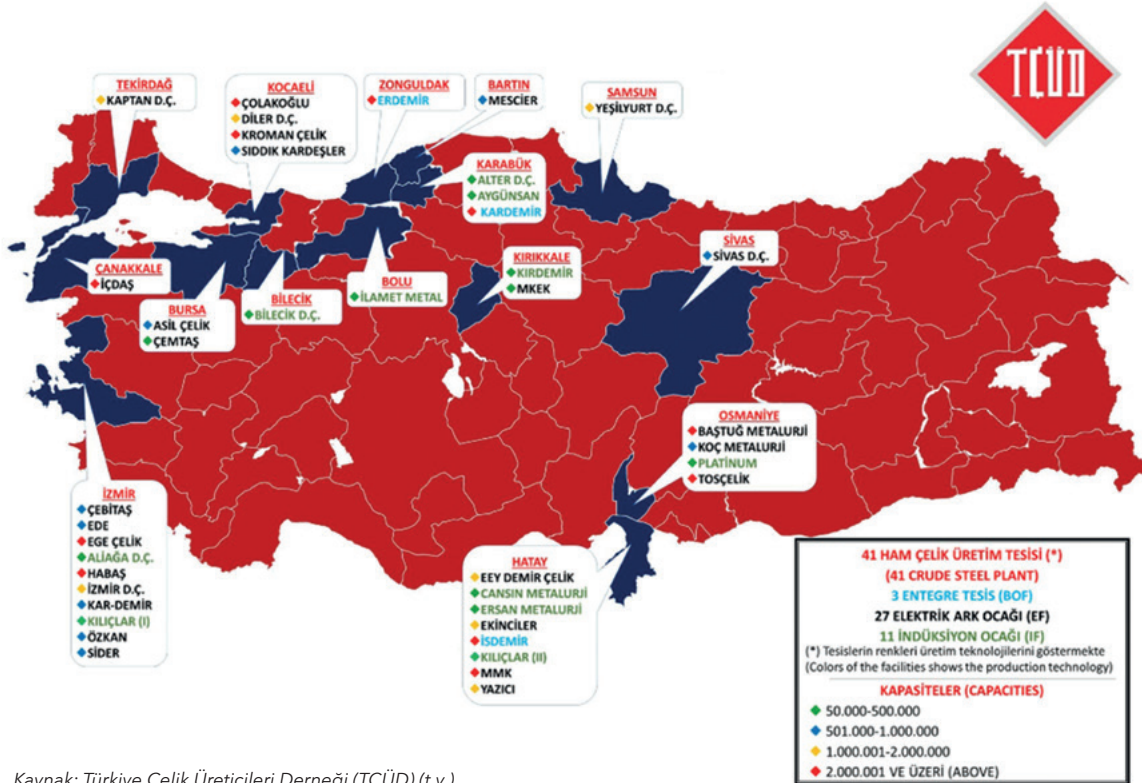 TÇÜD
TEKİRDAĞ
KAPTAN D.Ç.
KOCAELİ
ÇOLAKOĞLU
DİLER D.Ç.
KROMAN ÇELİK
SIDDIK KARDEŞLER
ZONGULDAK
ERDEMİR
BARTIN
MESCİER
SAMSUN
YEŞİLYURT D.Ç.
KARABÜK
ALTER D.Ç.
AYGÜNSAN
KARDEMİR
ÇANAKKALE
İÇDAŞ
BURSA
ASİL ÇELİK
ÇEMTAŞ
BİLECİK
BİLECİK D.Ç.
BOLU
İLAMET METAL
KIRIKKALE
KIRDEMİR
MKEK
SİVAS
SİVAS D.Ç.
OSMANİYE
BAŞTUĞ METALURJİ
KOÇ METALURJİ
PLATİNUM
TOSÇELİK
İZMİR
ÇEBİTAŞ
EDE
EGE ÇELİK
ALİAĞA D.Ç.
HABAŞ
İZMİR D.Ç.
KAR-DEMİR
KILIÇLAR (I)
ÖZKAN
SİDER
HATAY
EEY DEMİR ÇELİK
CANSIN METALURJİ
ERSAN METALURJİ
EKİNCİLER
İSDEMİR
KILIÇLAR (II)
MMK
YAZICI
41 HAM ÇELİK ÜRETİM TESİSİ (*)
(41 CRUDE STEEL PLANT)
3 ENTEGRE TESİS (BOF)
27 ELEKTRİK ARK OCAĞI (EF)
11 İNDÜKSİYON OCAĞI (IF)
(*) Tesislerin renkleri üretim teknolojilerini göstermekte
(Colors of the facilities shows the production technology)
KAPASİTELER (CAPACITIES)
50.000-500.000
501.000-1.000.000
1.000.001-2.000.000
2.000.001 VE ÜZERİ (ABOVE)
Kaynak: Türkiye Çelik Üreticileri Derneği (TÇÜD) (t.y.)